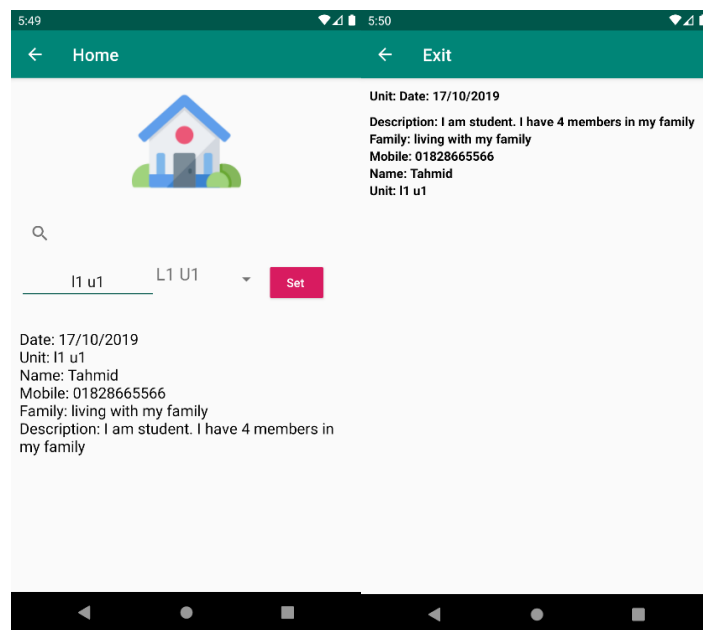 5:49
Home
l1 u1
L1 U1
Set
Date: 17/10/2019
Unit: l1 u1
Name: Tahmid
Mobile: 01828665566
Family: living with my family
Description: I am student. I have 4 members in
my family
5:50
Exit
Unit: Date: 17/10/2019
Description: I am student. I have 4 members in my family
Family: living with my family
Mobile: 01828665566
Name: Tahmid
Unit: l1 u1